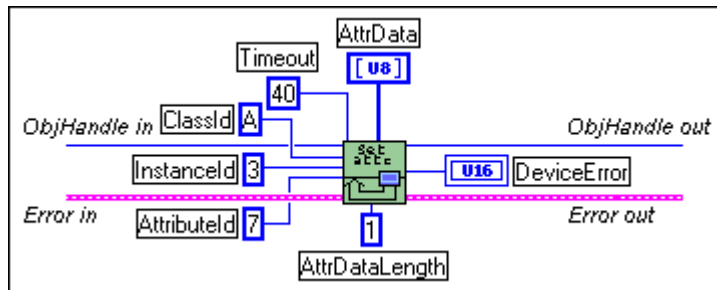 AttrData
Timeout
[U8]
40
ObjHandle in
ClassId
A
ObjHandle out
Set
attc
InstanceId
3
U16
DeviceError
Error in
AttributeId
7
1
Error out
AttrDataLength